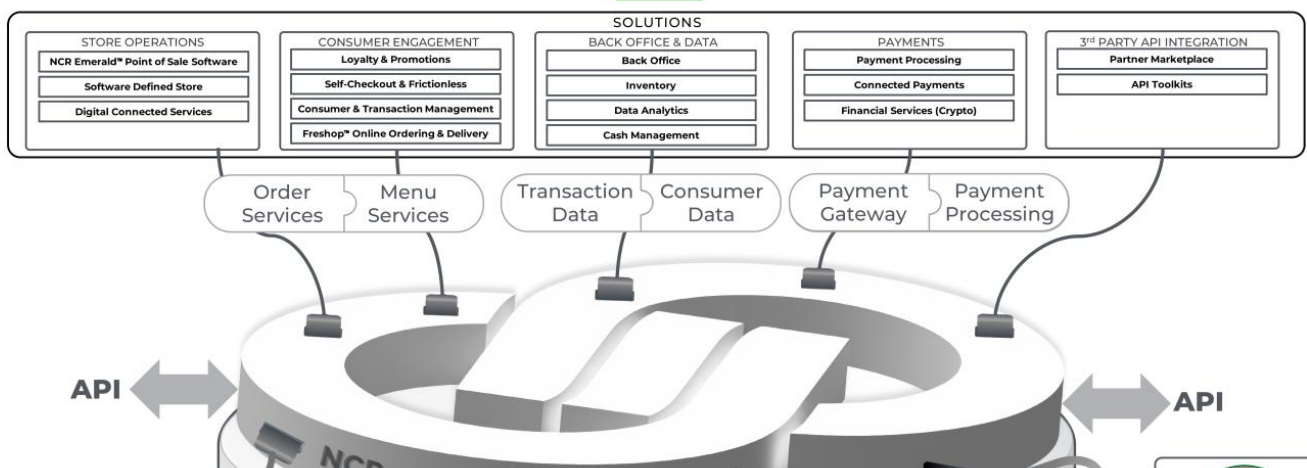 SOLUTIONS
STORE OPERATIONS
NCR Emerald™ Point of Sale Software
Software Defined Store
Digital Connected Services
CONSUMER ENGAGEMENT
Loyalty & Promotions
Self-Checkout & Frictionless
Consumer & Transaction Management
Freshop™ Online Ordering & Delivery
BACK OFFICE & DATA
Back Office
Inventory
Data Analytics
Cash Management
PAYMENTS
Payment Processing
Connected Payments
Financial Services (Crypto)
3rd PARTY API INTEGRATION
Partner Marketplace
API Toolkits
Order
Services
Menu
Services
Transaction
Data
Consumer
Data
Payment
Gateway
Payment
Processing
API
API
NCR